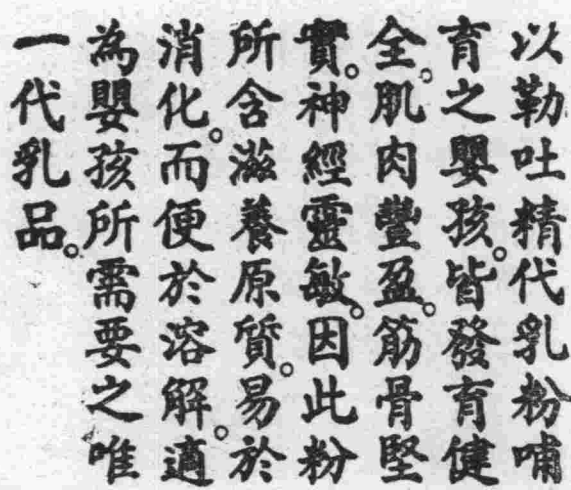 以勒吐精代乳粉哺
育之嬰孩。皆發育健
全。肌肉豐盈。筋骨堅
實。神經靈敏。因此粉
所含滋養原質。易於
消化。而便於溶解。適
為嬰孩所需要之唯
一代乳品。